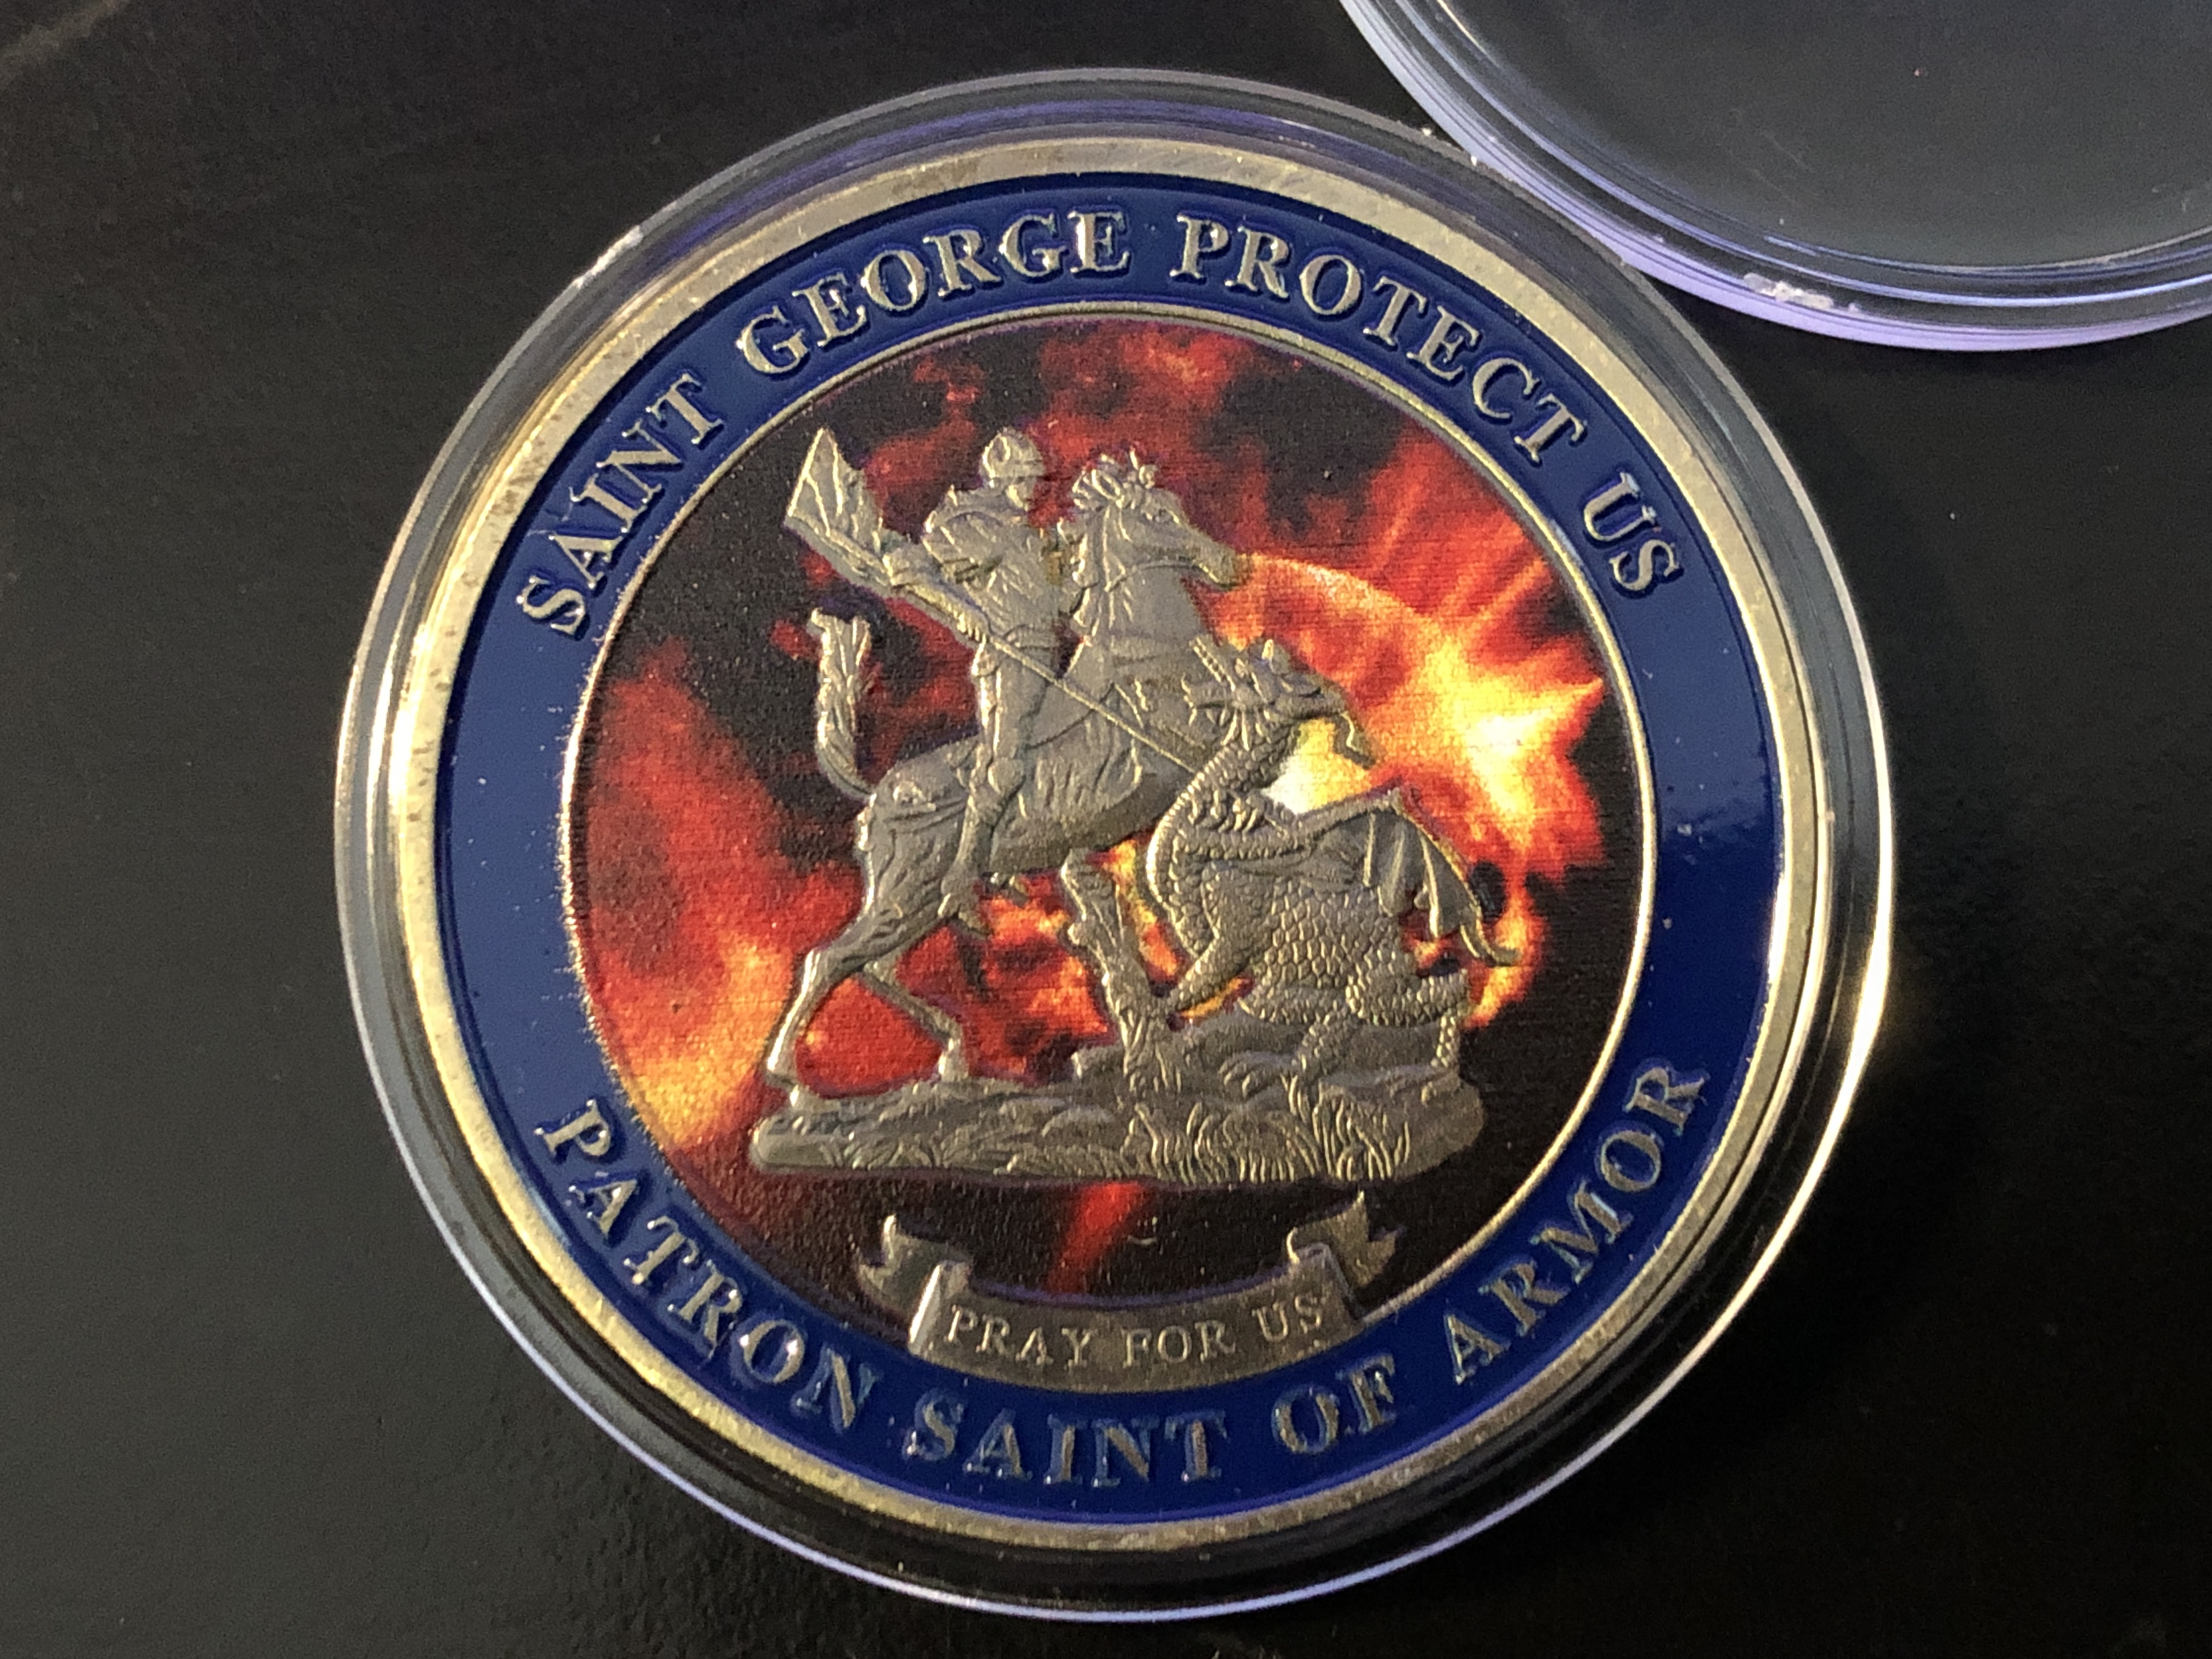 SAINT GEORGE PROTECT US
PRAY FOR US
PATRON SAINT OF ARMOR